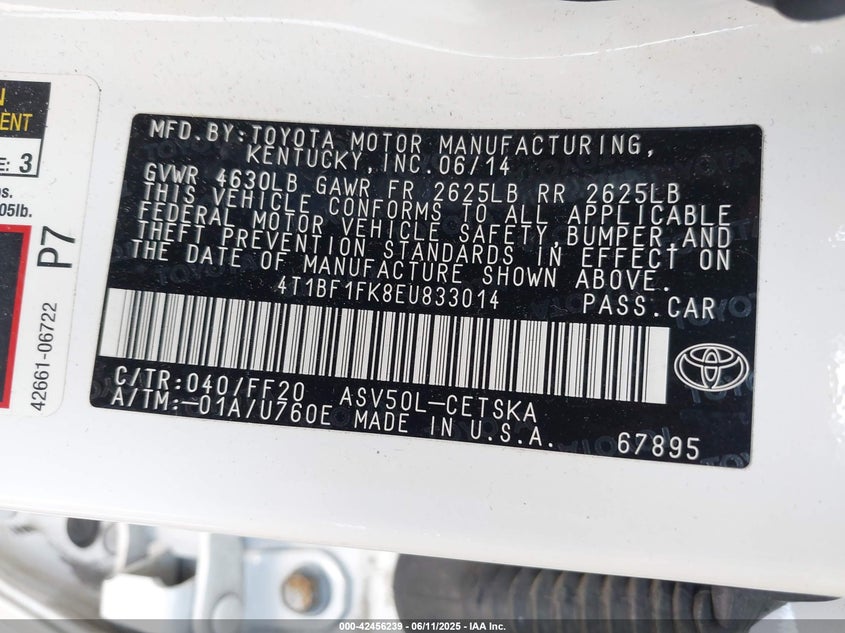 N
ENT
E: 3
s.
05lb.
P7
42661-06722
MFD.BY:TOYOTA MOTOR MANUFACTURING,
KENTUCKY,INC.06/14
GVWR 4630LB GAWR FR 2625LB RR 2625LB
THIS VEHICLE CONFORMS TO ALL APPLICABLE
FEDERAL MOTOR VEHICLE SAFETY,BUMPER,AND
THEFT PREVENTION STANDARDS IN EFFECT ON
THE DATE OF MANUFACTURE SHOWN ABOVE.
4T1BF1FK8EU833014 PASS.CAR
C/TR:040/FF20 ASV50L-CETSKA
A/TM:-01A/U760E MADE IN U.S.A. 67895
000-42456239 - 06/11/2025 - IAA Inc.